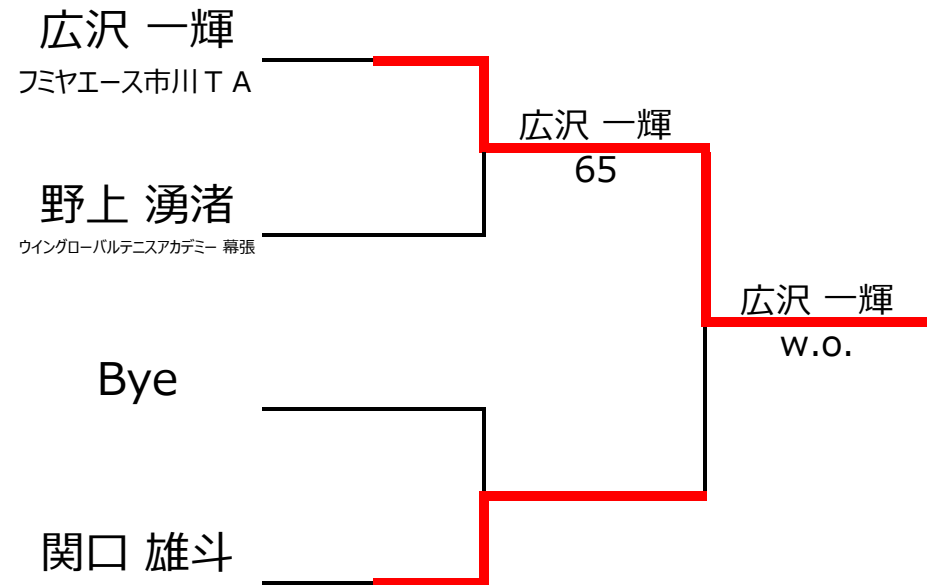 広沢 一輝
フミヤエース市川ＴＡ
広沢 一輝
65
野上 湧渚
ウイングローバルテニスアカデミー 幕張
広沢 一輝
w.o.
Bye
関口 雄斗